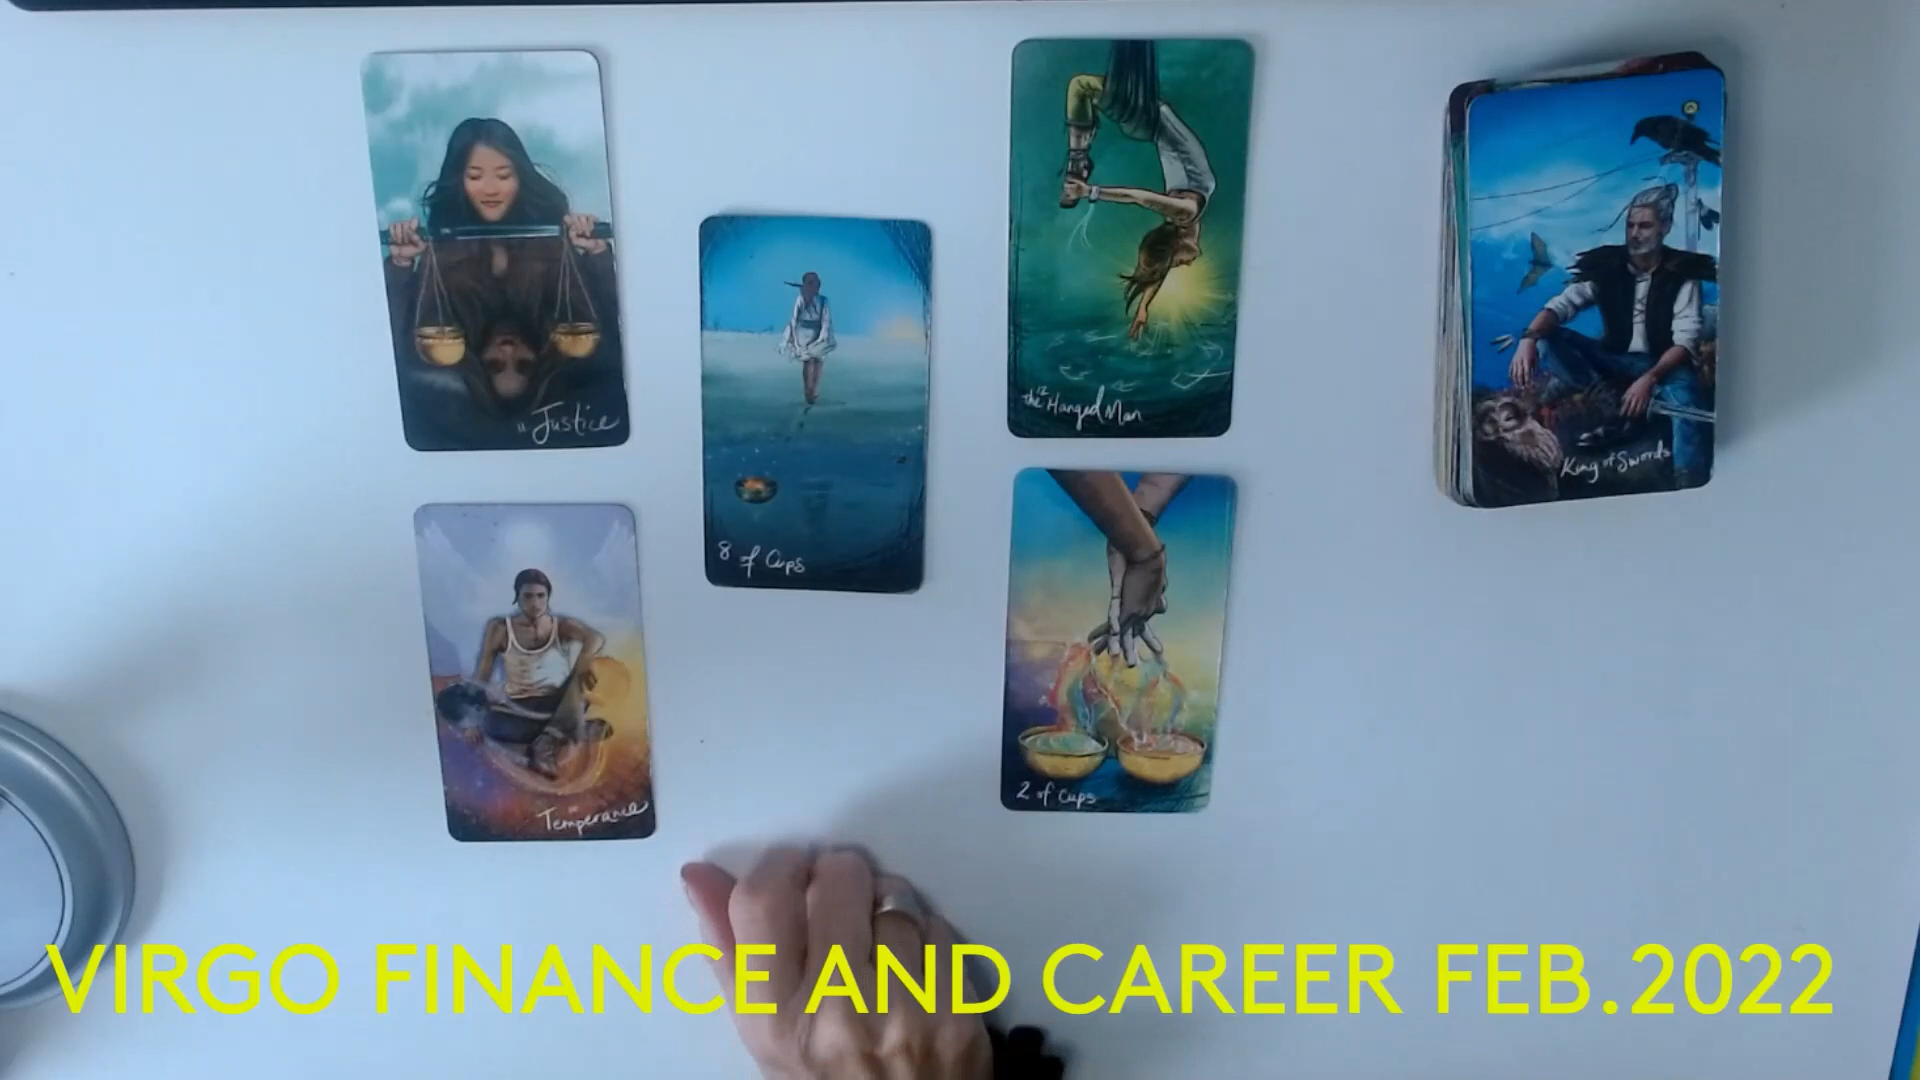 11 Justice
8 of Cups
12
the Hanged Man
King of Swords
Temperance
2 of cups
VIRGO FINANCE AND CAREER FEB.2022